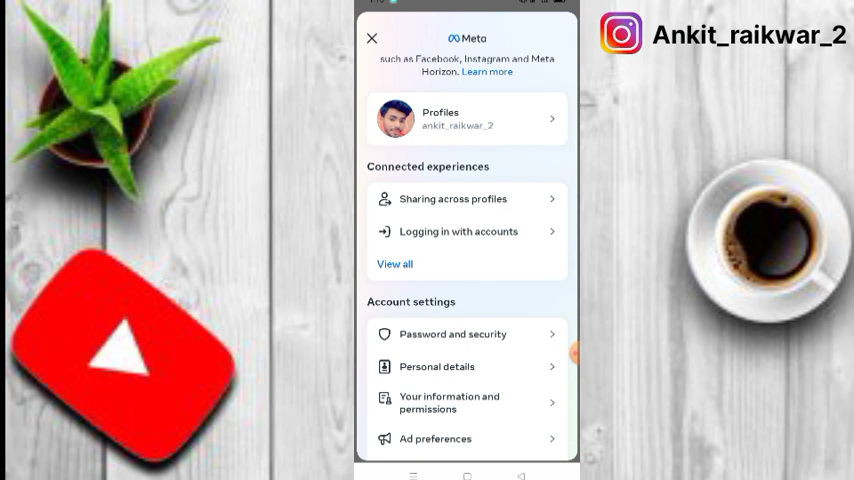 Ankit_raikwar_2
Meta
such as Facebook, Instagram and Meta
Horizon. Learn more
Profiles
ankit_raikwar_2
Connected experiences
Sharing across profiles
Logging in with accounts
View all
Account settings
Password and security
Personal details
Your information and
permissions
Ad preferences